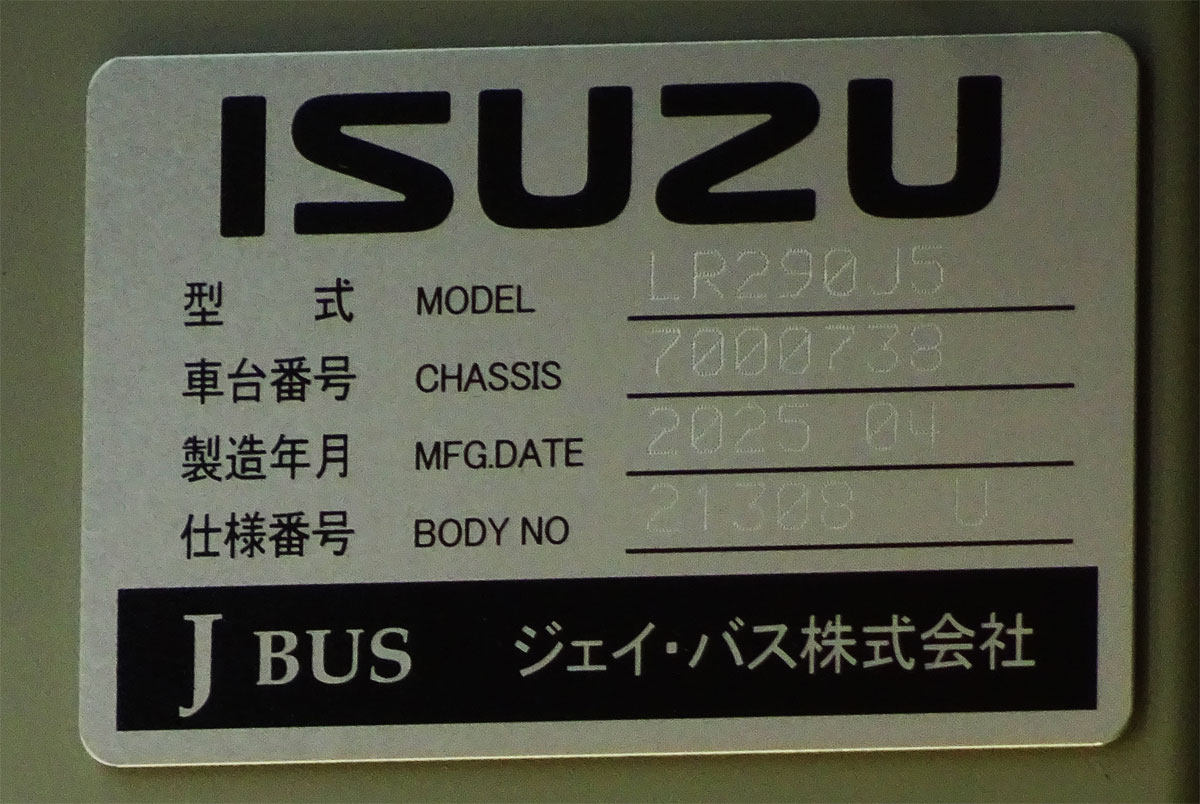 ISUZU
型式 MODEL LR290J5
車台番号 CHASSIS 7000738
製造年月 MFG.DATE 2025 04
仕様番号 BODY NO 21308 U
J BUS ジェイ・バス株式会社